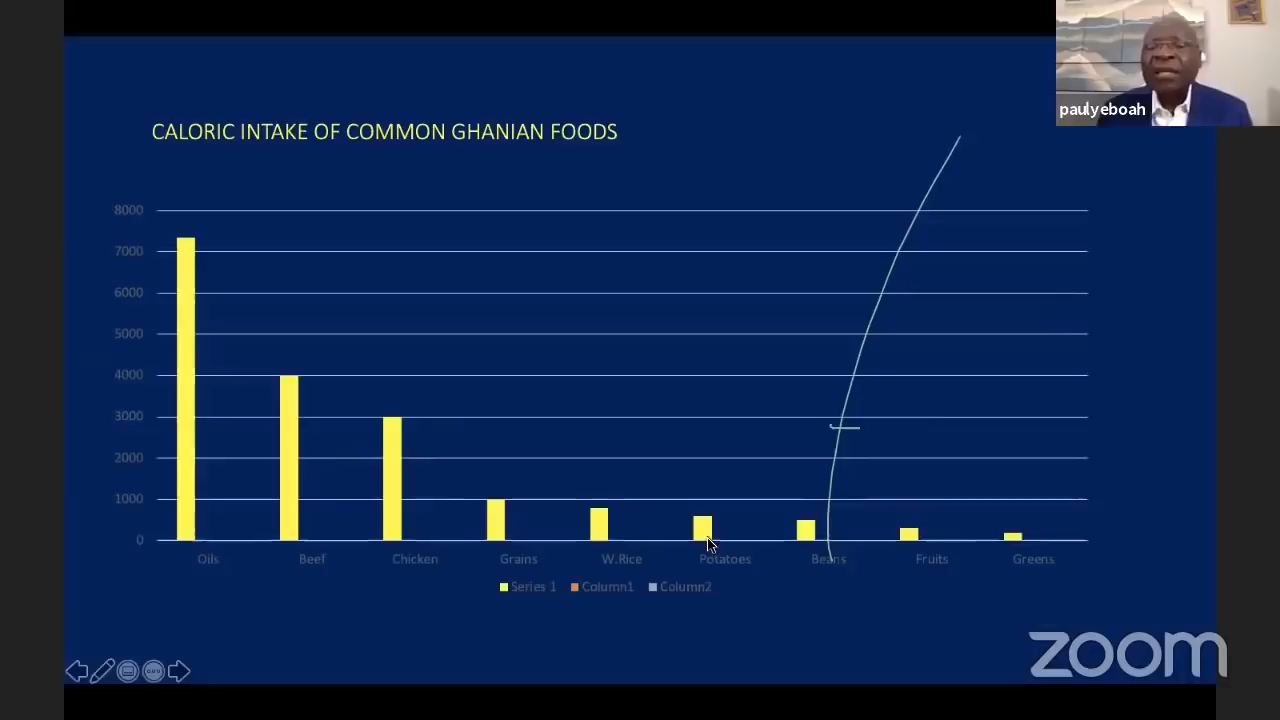 paulyeboah
CALORIC INTAKE OF COMMON GHANIAN FOODS
8000
7000
6000
5000
4000
3000
2000
1000
0
Oils Beef Chicken Grains W.Rice Potatoes Beans Fruits Greens
Series 1 Column1 Column2
zoom